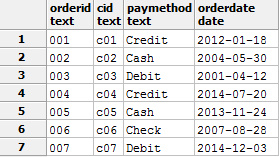 orderid cid paymethod orderdate
text text text date
1 001 c01 Credit 2012-01-18
2 002 c02 Cash 2004-05-30
3 003 c03 Debit 2001-04-12
4 004 c04 Credit 2014-07-20
5 005 c05 Cash 2013-11-24
6 006 c06 Check 2007-08-28
7 007 c07 Debit 2014-12-03